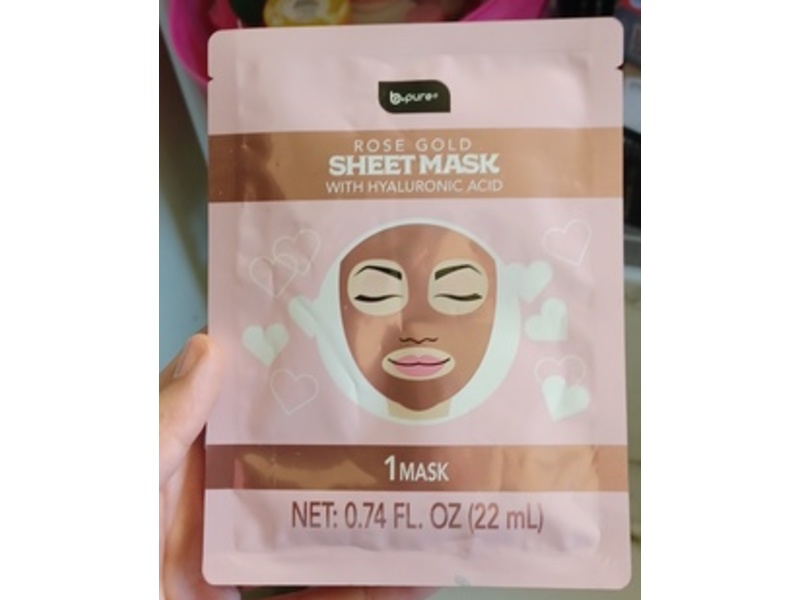 b.pure
ROSE GOLD
SHEET MASK
WITH HYALURONIC ACID
1 MASK
NET: 0.74 FL. OZ (22 mL)